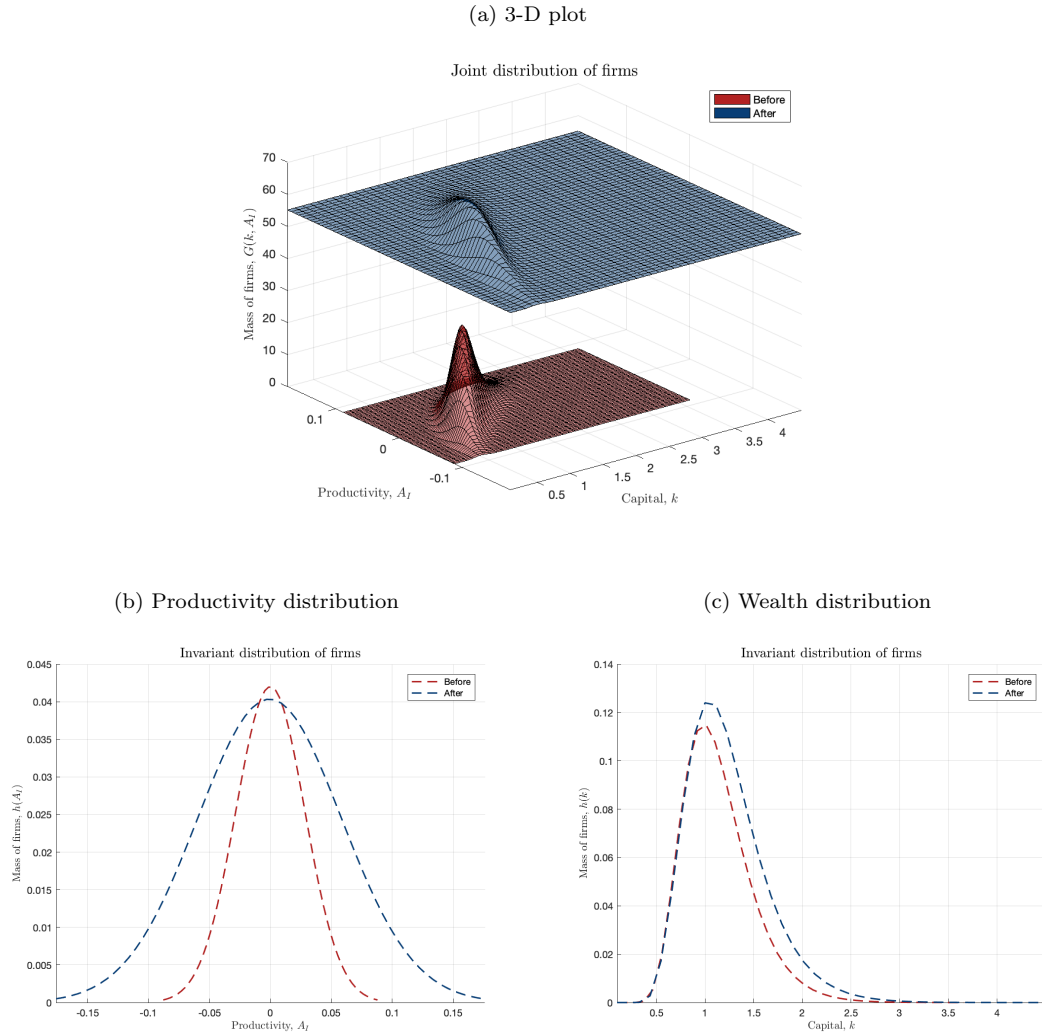 (a) 3-D plot
Joint distribution of firms
Before
After
70
60
50
40
30
20
10
0
Mass of firms, G(k, A_I)
0.1
0
-0.1
Productivity, A_I
0.5
1
1.5
2
2.5
3
3.5
4
Capital, k
(b) Productivity distribution
Invariant distribution of firms
Before
After
0.045
0.04
0.035
0.03
0.025
0.02
0.015
0.01
0.005
0
Mass of firms, h(A_I)
-0.15 -0.1 -0.05 0 0.05 0.1 0.15
Productivity, A_I
(c) Wealth distribution
Invariant distribution of firms
Before
After
0.14
0.12
0.1
0.08
0.06
0.04
0.02
0
Mass of firms, h(k)
0.5 1 1.5 2 2.5 3 3.5 4
Capital, k